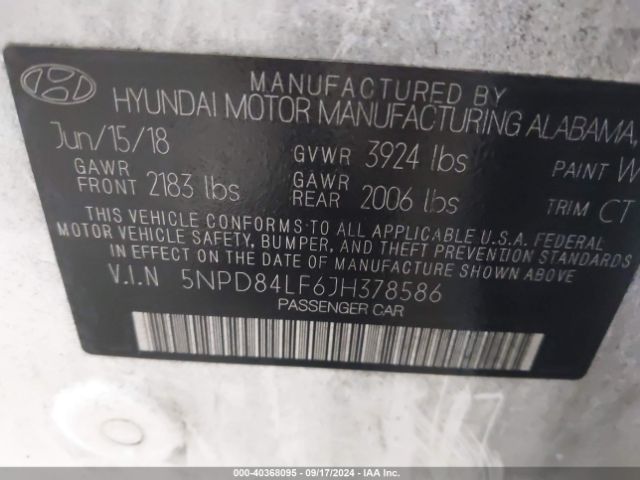 MANUFACTURED BY
HYUNDAI MOTOR MANUFACTURING ALABAMA,
Jun/15/18 GVWR 3924 lbs PAINT W
GAWR FRONT 2183 lbs GAWR REAR 2006 lbs TRIM CT
THIS VEHICLE CONFORMS TO ALL APPLICABLE U.S.A. FEDERAL
MOTOR VEHICLE SAFETY, BUMPER, AND THEFT PREVENTION STANDARDS
IN EFFECT ON THE DATE OF MANUFACTURE SHOWN ABOVE
V.I.N 5NPD84LF6JH378586
PASSENGER CAR
000-40368095 - 09/17/2024 - IAA Inc.